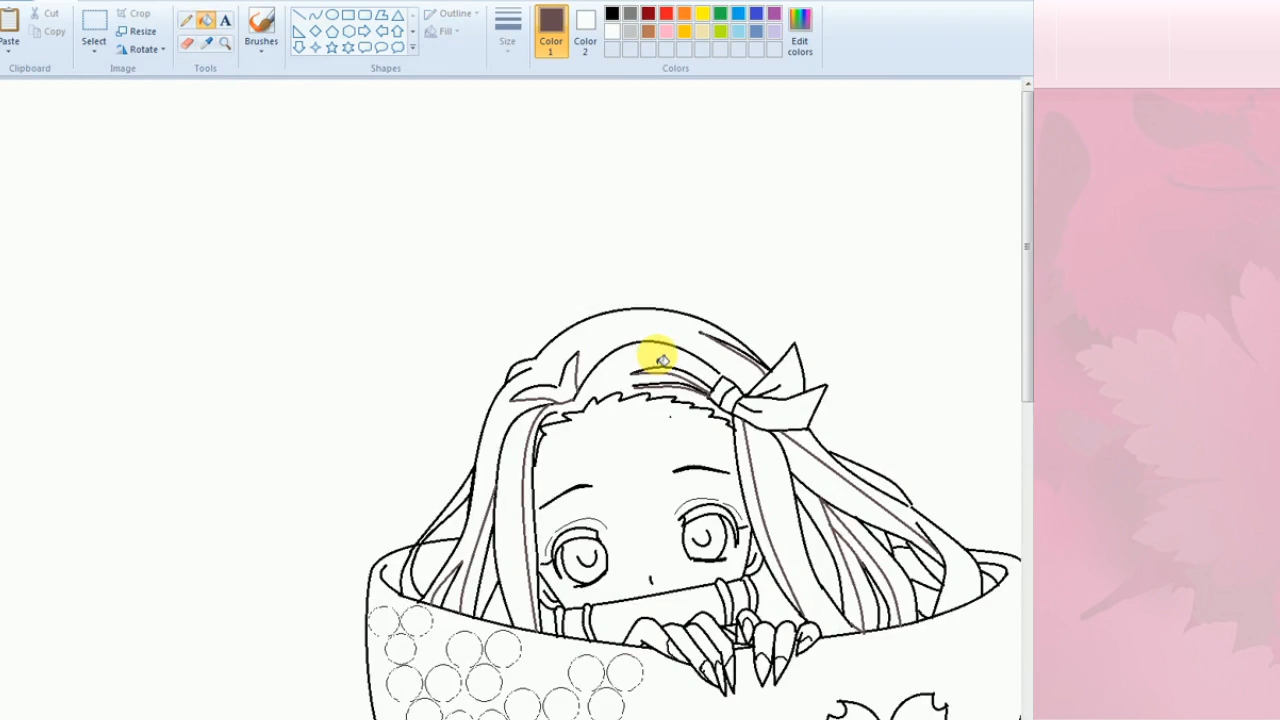 Cut
Copy
Paste
Clipboard
Select
Crop
Resize
Rotate
Image
A
Tools
Brushes
Outline
Fill
Shapes
Size
Color
1
Color
2
Edit
colors
Colors